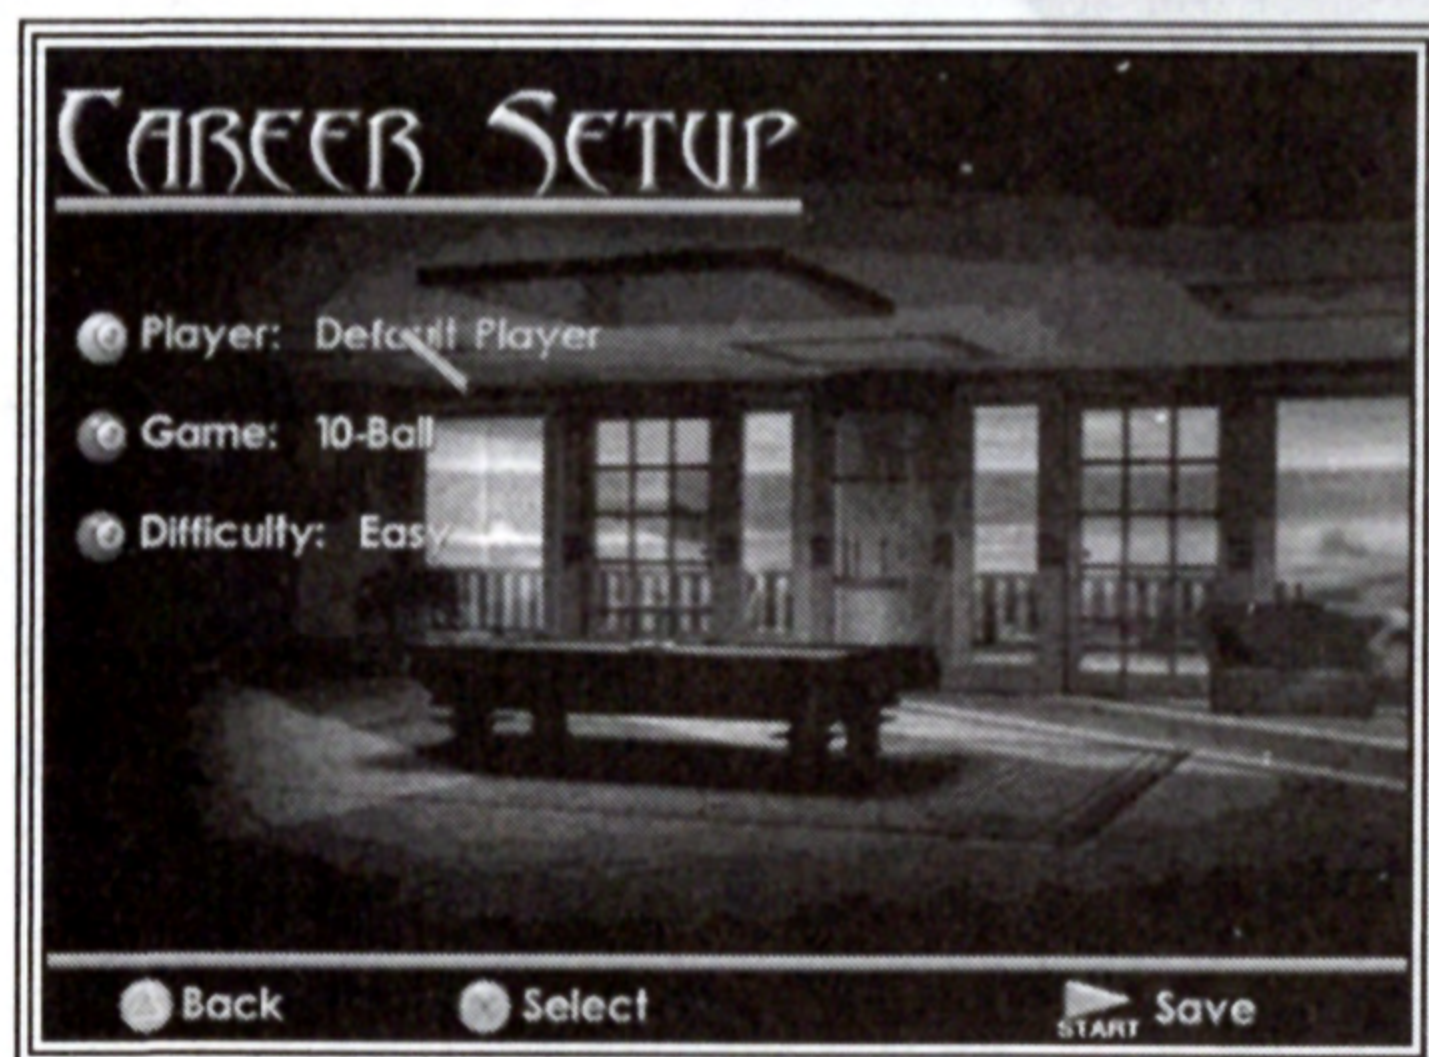 CAREER SETUP
Player: Default Player
Game: 10-Ball
Difficulty: Easy
Back Select START Save